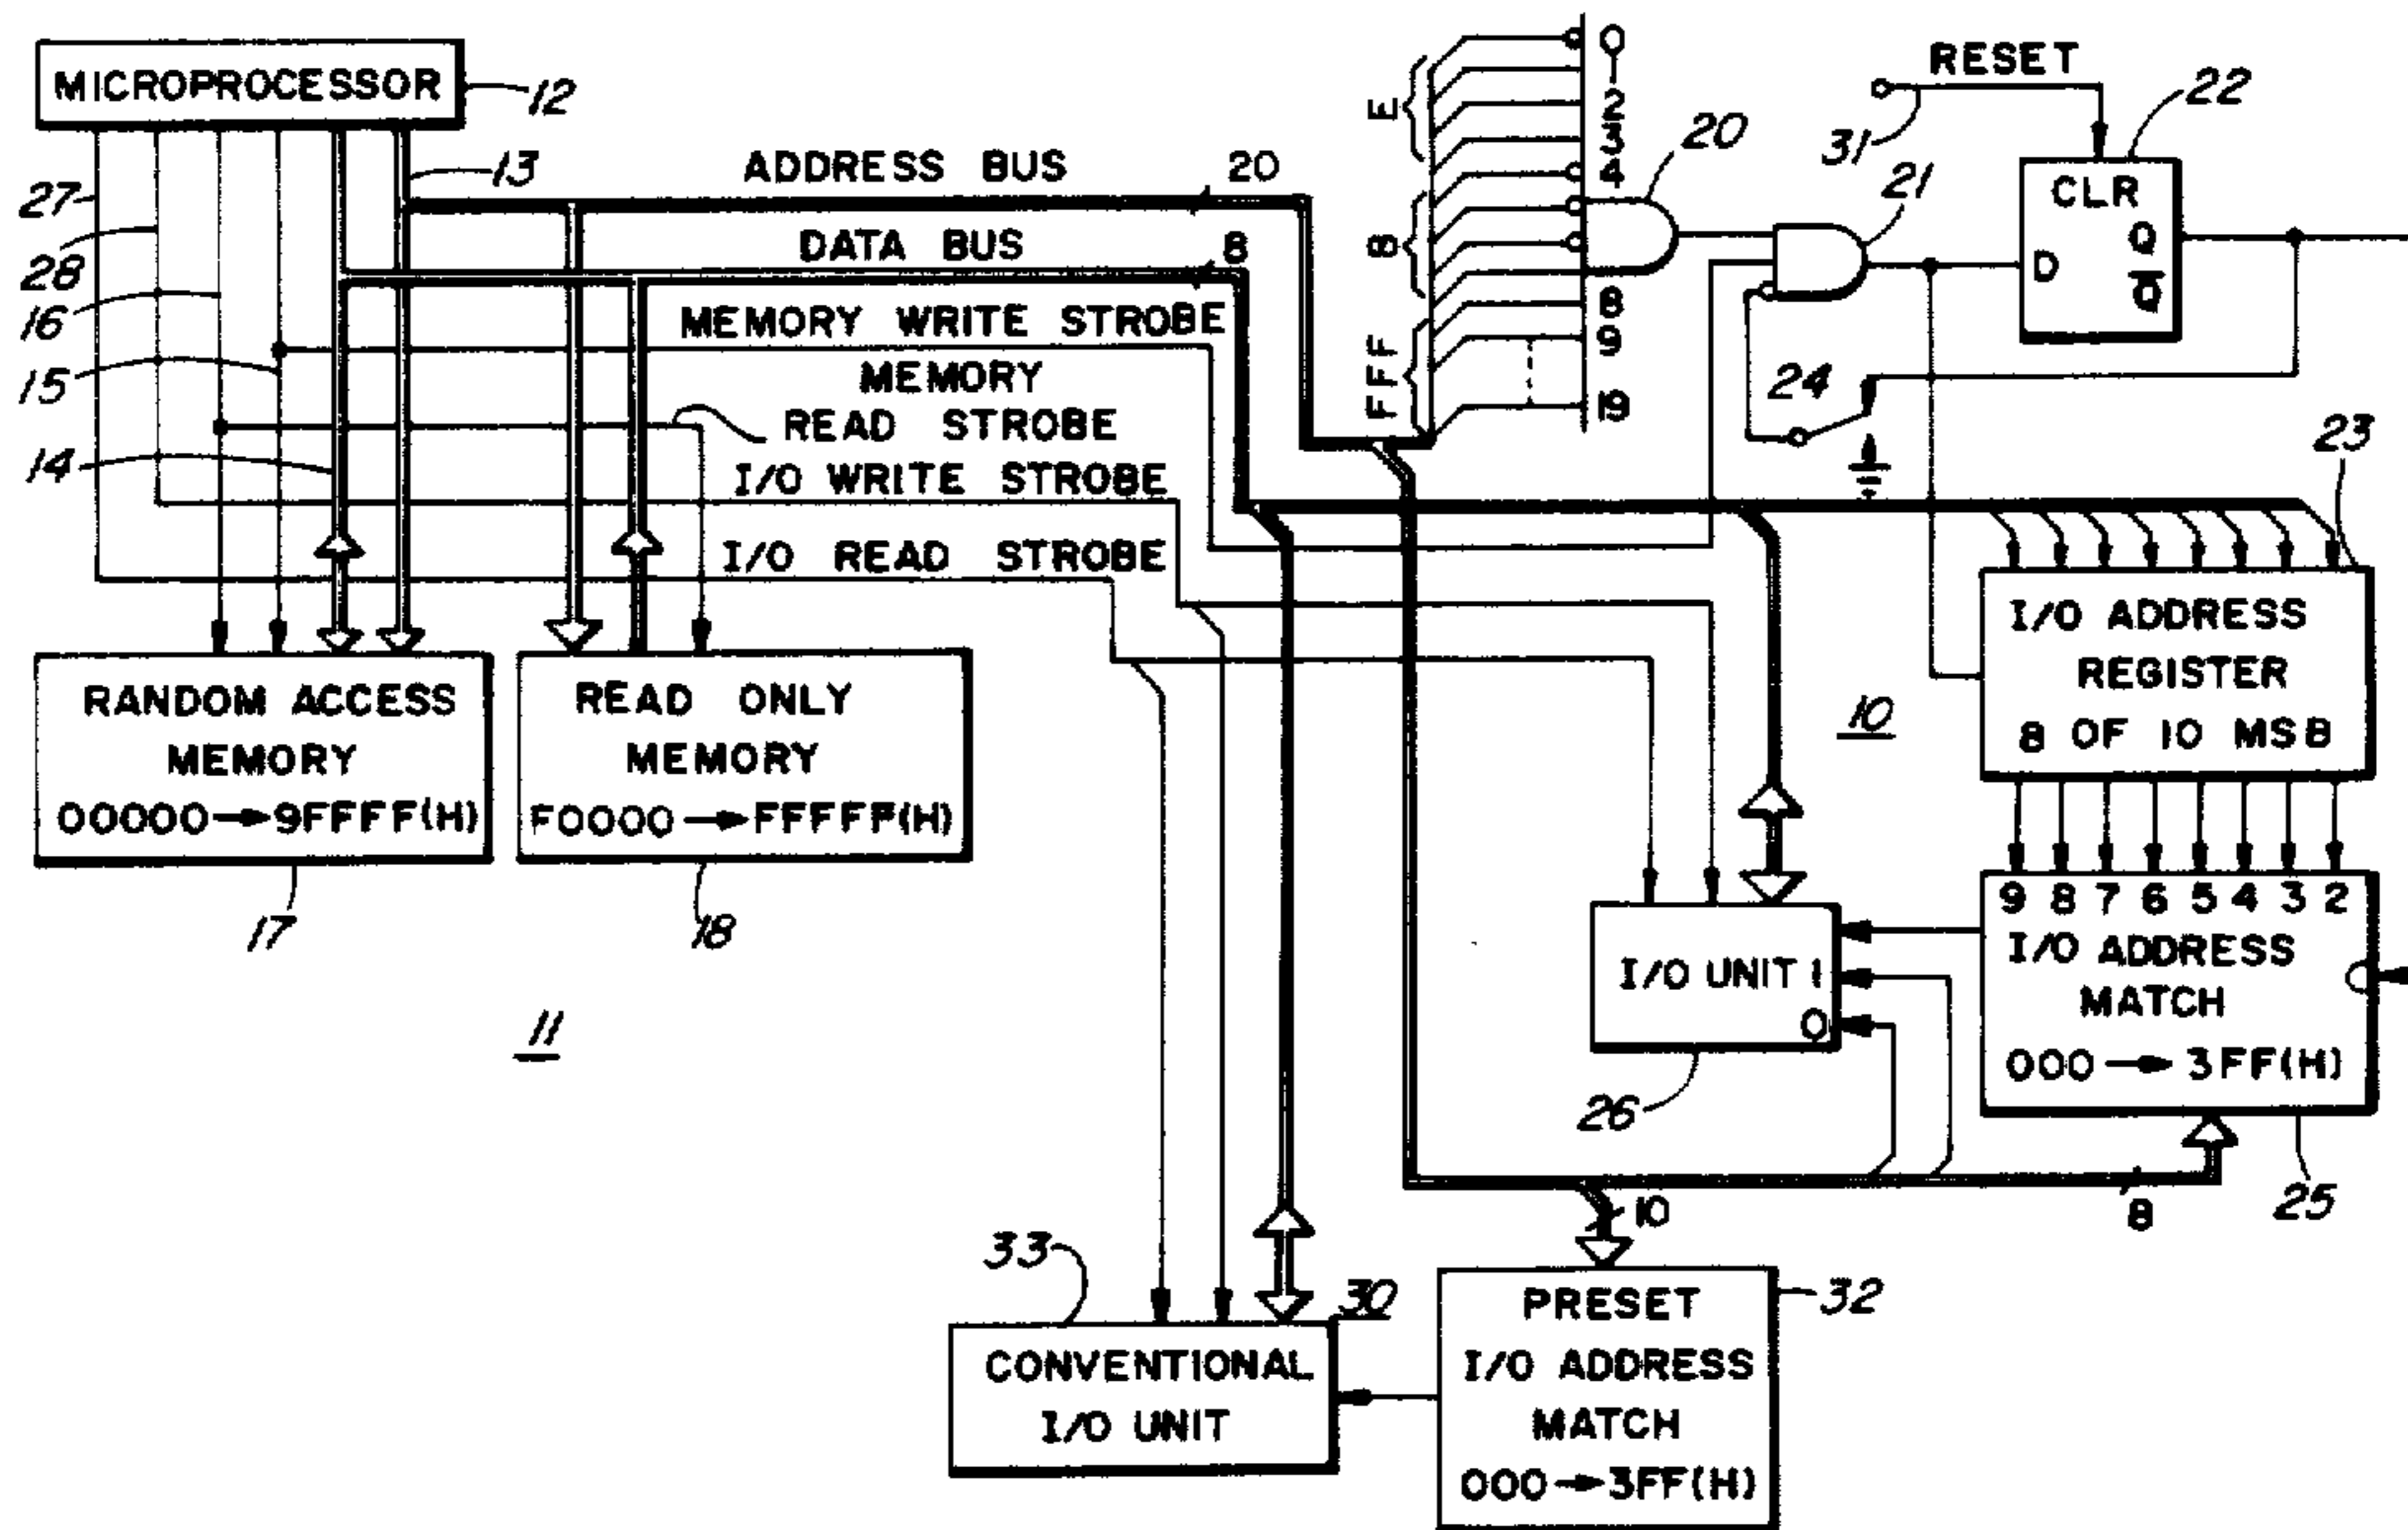 MICROPROCESSOR
12
13
27
28
16
15
14
ADDRESS BUS
20
DATA BUS
8
MEMORY WRITE STROBE
MEMORY
READ STROBE
I/O WRITE STROBE
I/O READ STROBE
RANDOM ACCESS
MEMORY
00000 → 9FFFF(H)
17
READ ONLY
MEMORY
F0000 → FFFFF(H)
18
11
E
8
FFF
0
1
2
3
4
8
9
19
20
21
RESET
31
22
CLR
D
Q
Q̅
24
23
I/O ADDRESS
REGISTER
8 OF 10 MSB
10
9 8 7 6 5 4 3 2
I/O ADDRESS
MATCH
000 → 3FF(H)
25
8
I/O UNIT 1
0
26
10
33
30
CONVENTIONAL
I/O UNIT
32
PRESET
I/O ADDRESS
MATCH
000 → 3FF(H)